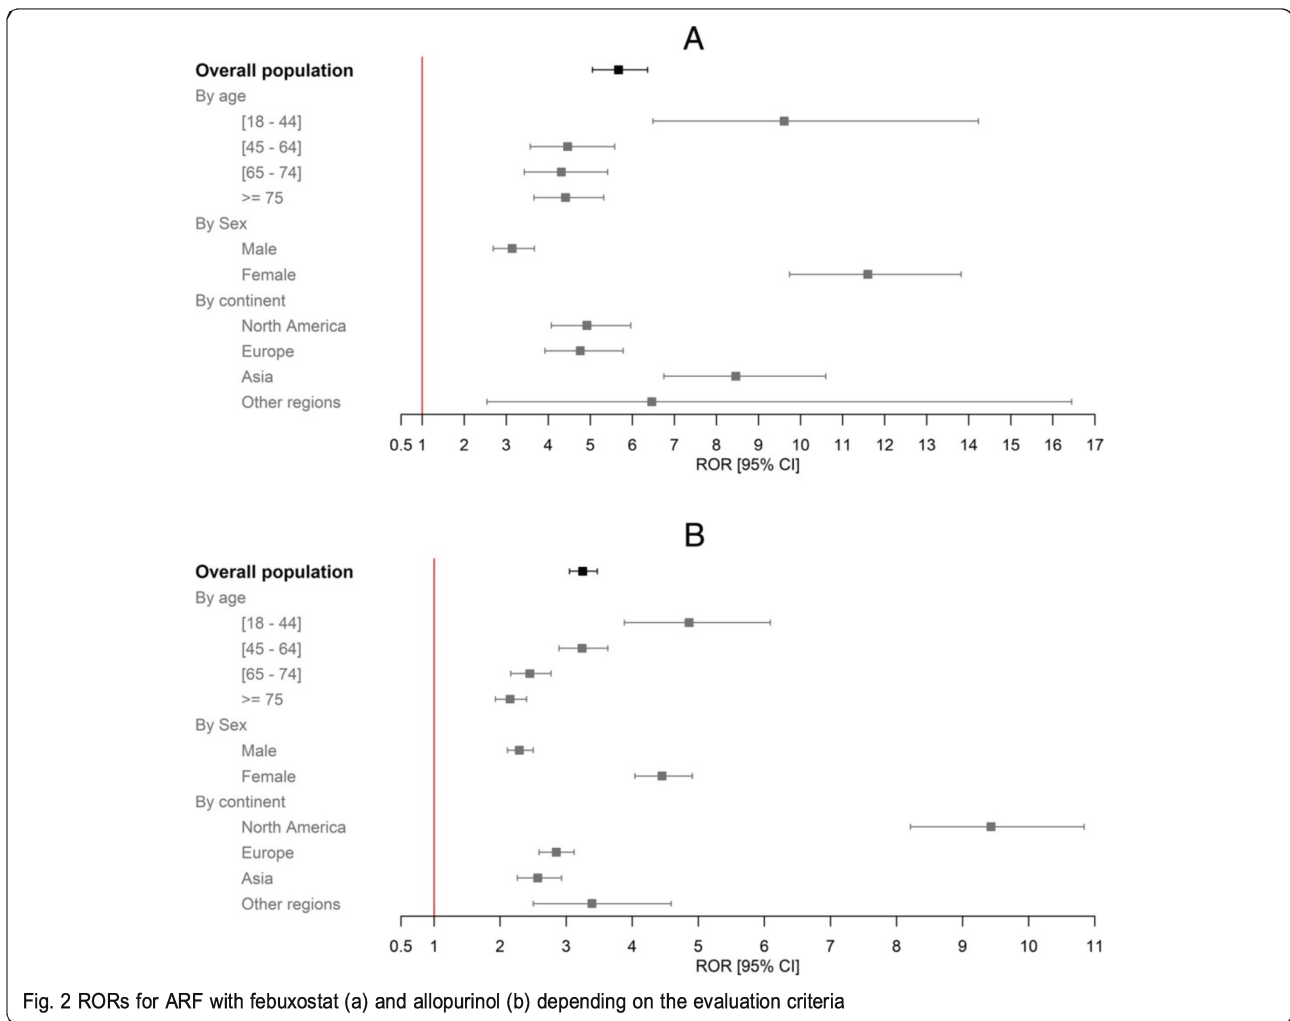 A
Overall population
By age
[18 - 44]
[45 - 64]
[65 - 74]
>= 75
By Sex
Male
Female
By continent
North America
Europe
Asia
Other regions
0.5 1 2 3 4 5 6 7 8 9 10 11 12 13 14 15 16 17
ROR [95% CI]
B
Overall population
By age
[18 - 44]
[45 - 64]
[65 - 74]
>= 75
By Sex
Male
Female
By continent
North America
Europe
Asia
Other regions
0.5 1 2 3 4 5 6 7 8 9 10 11
ROR [95% CI]
Fig. 2 RORs for ARF with febuxostat (a) and allopurinol (b) depending on the evaluation criteria